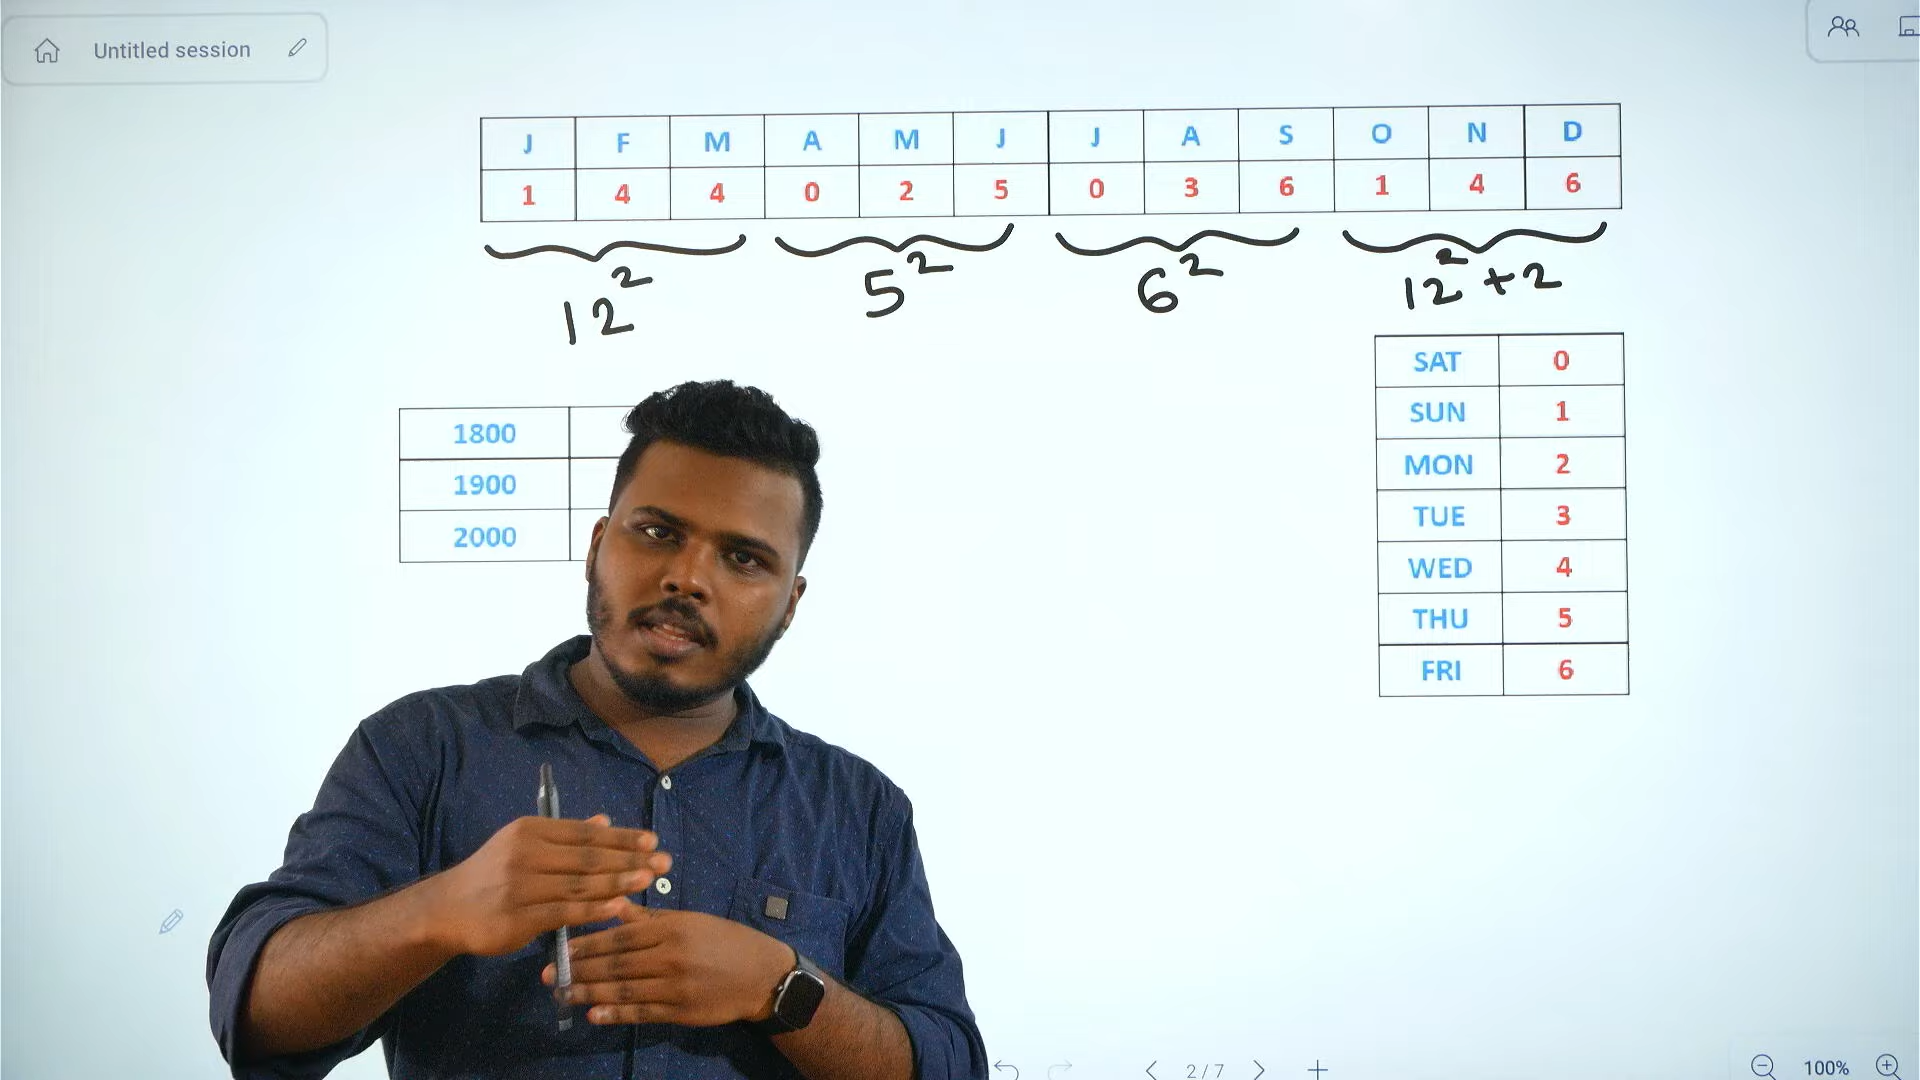 Untitled session
J F M A M J J A S O N D
1 4 4 0 2 5 0 3 6 1 4 6
12² 5² 6² 12²+2
1800
1900
2000
SAT 0
SUN 1
MON 2
TUE 3
WED 4
THU 5
FRI 6
2/7
100%